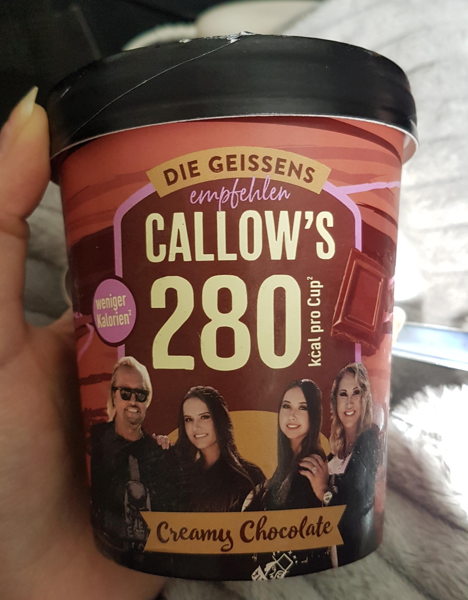 DIE GEISSENS
empfehlen
CALLOW'S
280
kcal pro Cup²
weniger
Kalorien²
Creamy Chocolate